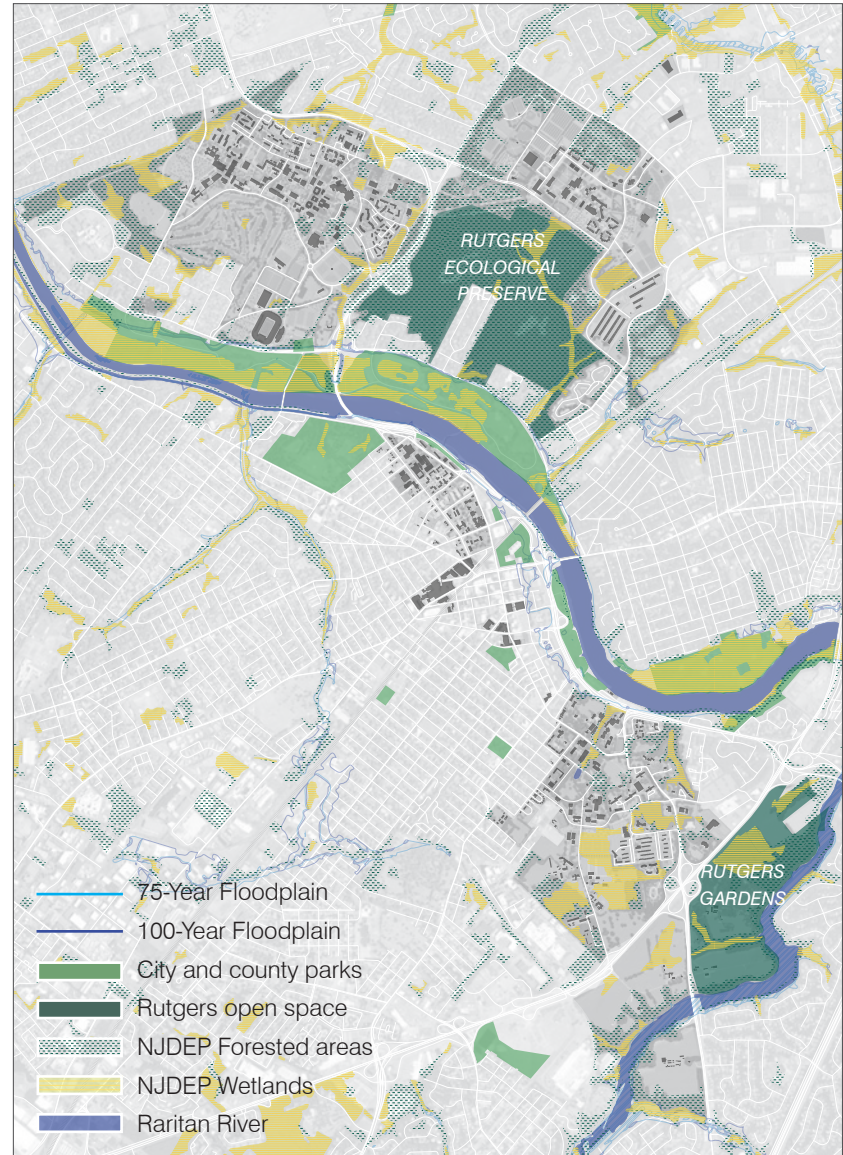 RUTGERS
ECOLOGICAL
PRESERVE
RUTGERS
GARDENS
75-Year Floodplain
100-Year Floodplain
City and county parks
Rutgers open space
NJDEP Forested areas
NJDEP Wetlands
Raritan River